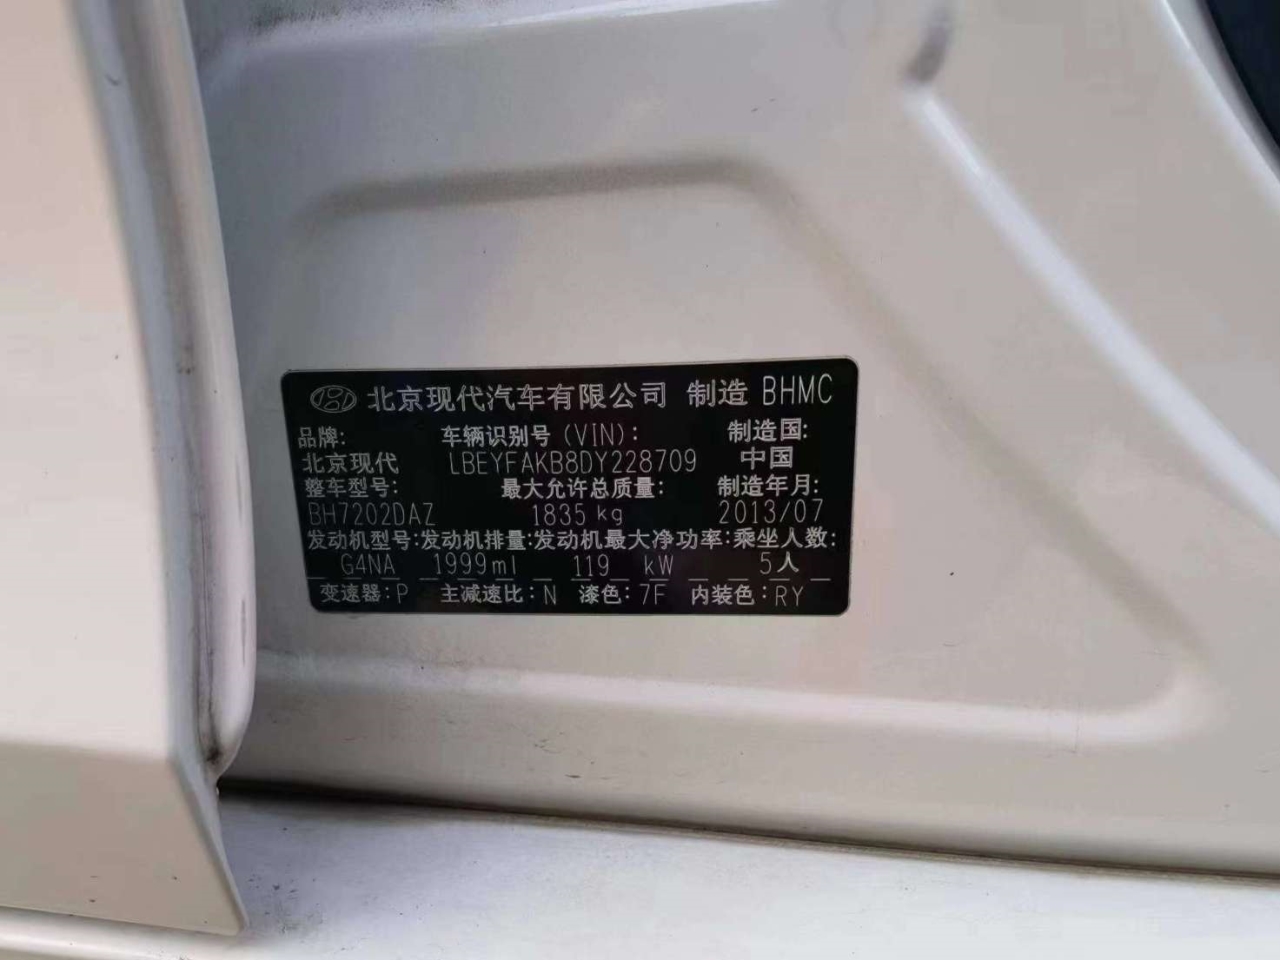 北京现代汽车有限公司 制造 BHMC
品牌: 车辆识别号 (VIN): 制造国:
北京现代 LBEYFAKB8DY228709 中国
整车型号: 最大允许总质量: 制造年月:
BH7202DAZ 1835 kg 2013/07
发动机型号: 发动机排量: 发动机最大净功率: 乘坐人数:
G4NA 1999ml 119 kW 5人
变速器: P 主减速比: N 漆色: 7F 内装色: RY